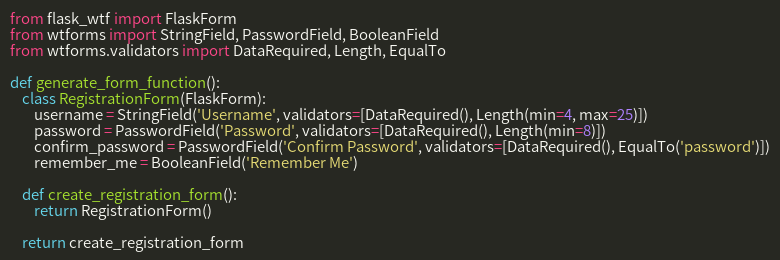 from flask_wtf import FlaskForm
from wtforms import StringField, PasswordField, BooleanField
from wtforms.validators import DataRequired, Length, EqualTo

def generate_form_function():
    class RegistrationForm(FlaskForm):
        username = StringField('Username', validators=[DataRequired(), Length(min=4, max=25)])
        password = PasswordField('Password', validators=[DataRequired(), Length(min=8)])
        confirm_password = PasswordField('Confirm Password', validators=[DataRequired(), EqualTo('password')])
        remember_me = BooleanField('Remember Me')

    def create_registration_form():
        return RegistrationForm()

    return create_registration_form